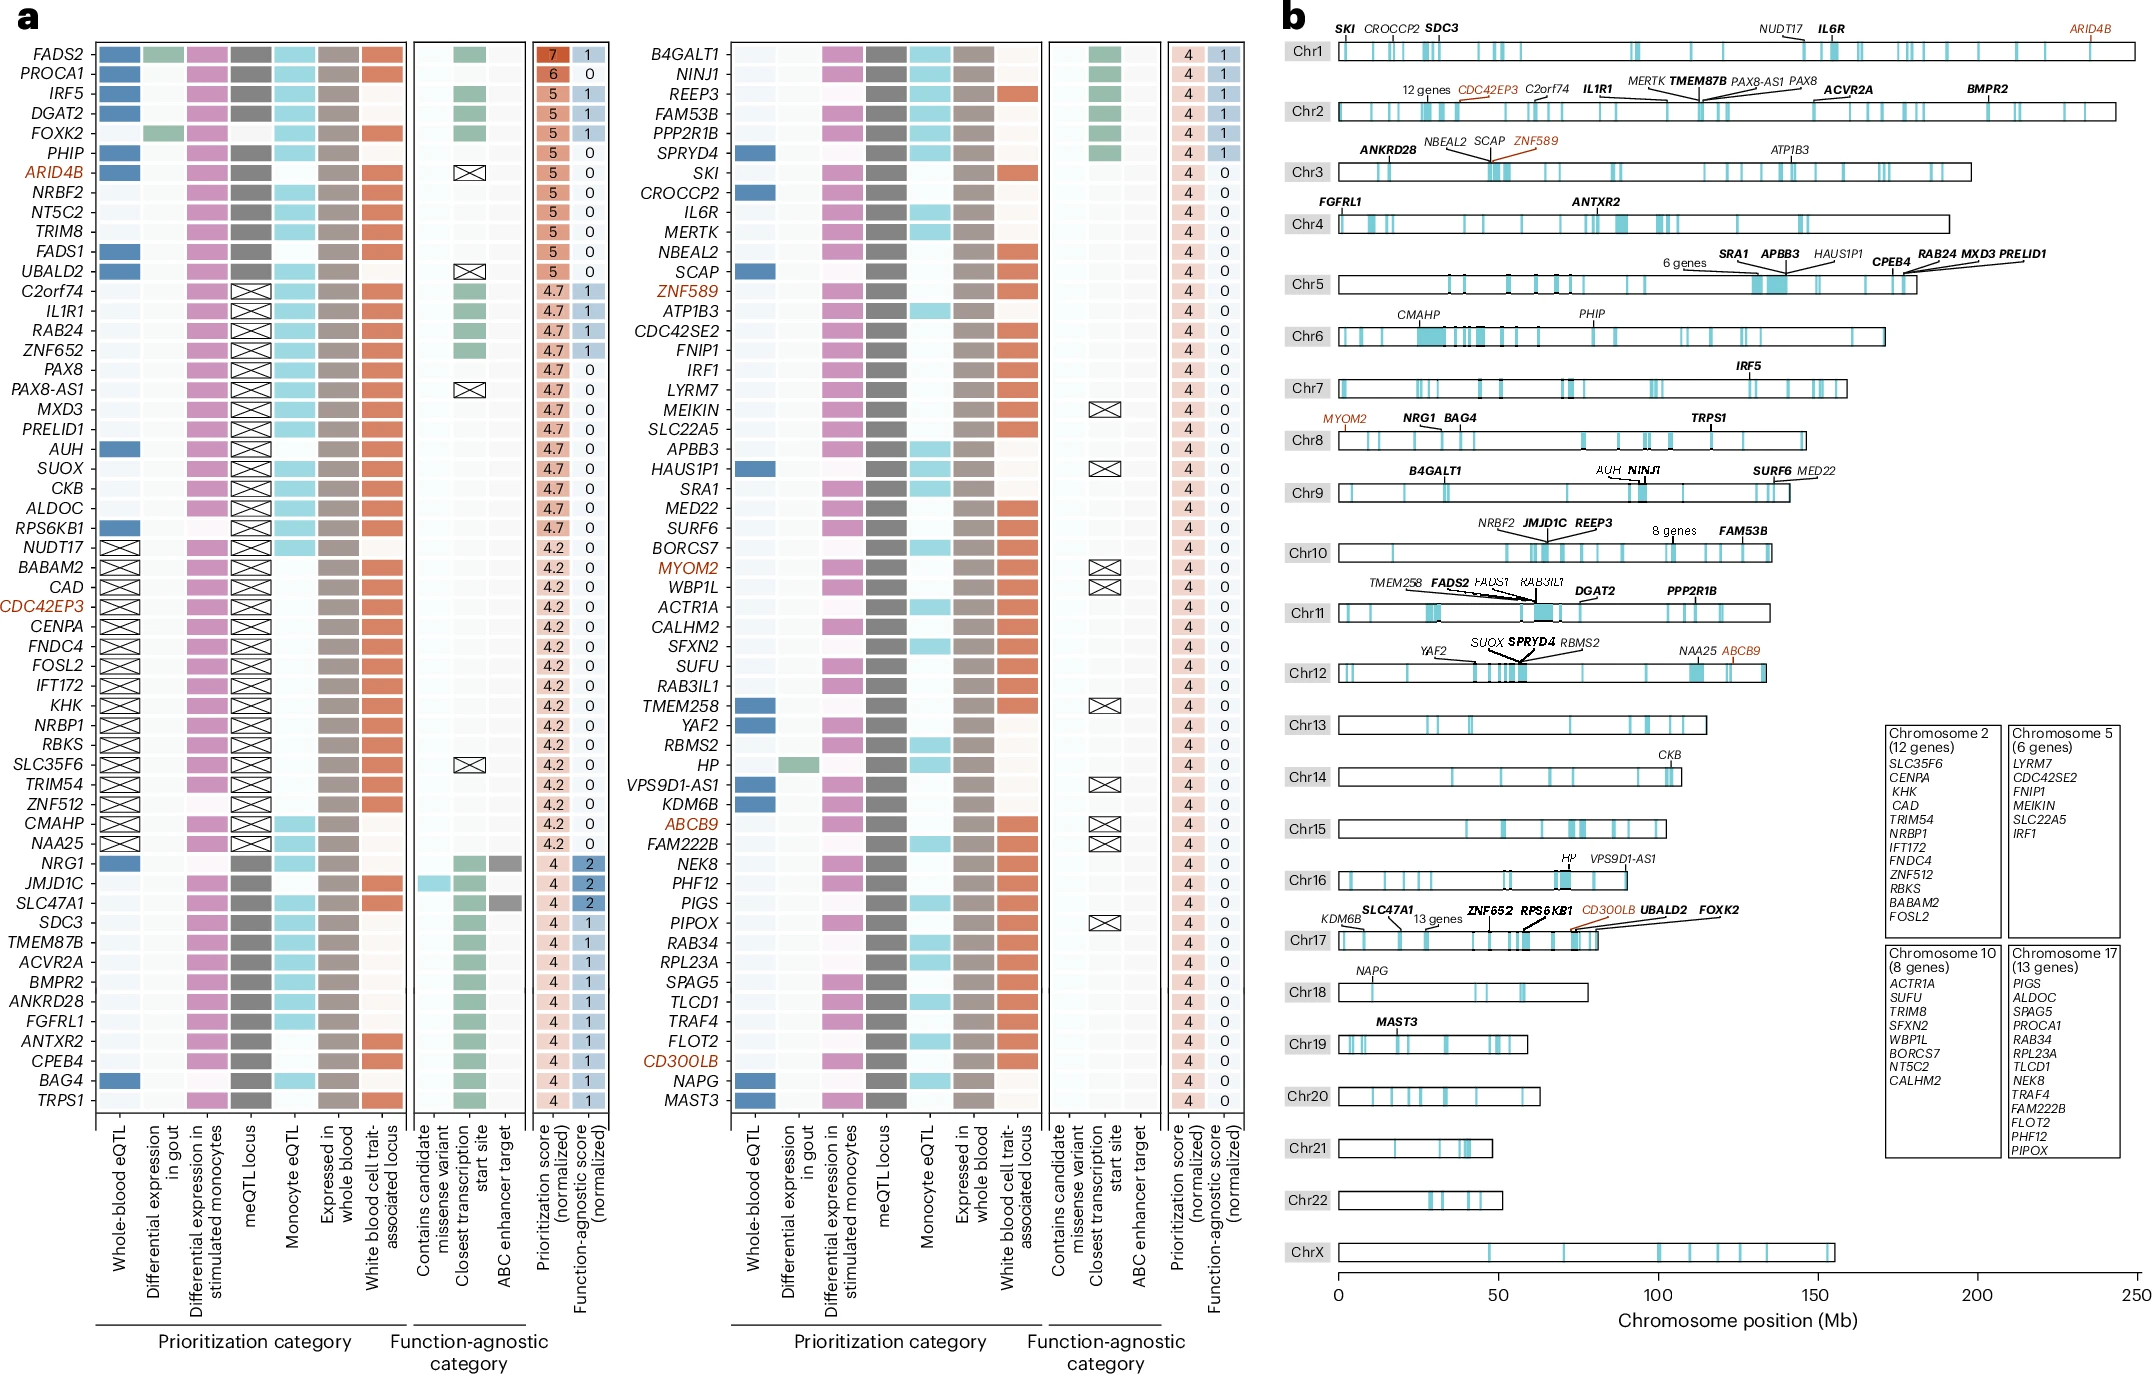 a
FADS2 7 1
PROCA1 6 0
IRF5 5 1
DGAT2 5 1
FOXK2 5 1
PHIP 5 0
ARID4B 5 0
NRBF2 5 0
NT5C2 5 0
TRIM8 5 0
FADS1 5 0
UBALD2 5 0
C2orf74 4.7 1
IL1R1 4.7 1
RAB24 4.7 1
ZNF652 4.7 1
PAX8 4.7 0
PAX8-AS1 4.7 0
MXD3 4.7 0
PRELID1 4.7 0
AUH 4.7 0
SUOX 4.7 0
CKB 4.7 0
ALDOC 4.7 0
RPS6KB1 4.7 0
NUDT17 4.2 0
BABAM2 4.2 0
CAD 4.2 0
CDC42EP3 4.2 0
CENPA 4.2 0
FNDC4 4.2 0
FOSL2 4.2 0
IFT172 4.2 0
KHK 4.2 0
NRBP1 4.2 0
RBKS 4.2 0
SLC35F6 4.2 0
TRIM54 4.2 0
ZNF512 4.2 0
CMAHP 4.2 0
NAA25 4.2 0
NRG1 4 2
JMJD1C 4 2
SLC47A1 4 2
SDC3 4 1
TMEM87B 4 1
ACVR2A 4 1
BMPR2 4 1
ANKRD28 4 1
FGFRL1 4 1
ANTXR2 4 1
CPEB4 4 1
BAG4 4 1
TRPS1 4 1
Whole-blood eQTL
Differential expression
in gout
Differential expression in
stimulated monocytes
meQTL locus
Monocyte eQTL
Expressed in
whole blood
White blood cell trait-
associated locus
Contains candidate
missense variant
Closest transcription
start site
ABC enhancer target
Prioritization score
(normalized)
Function-agnostic score
(normalized)
Prioritization category
Function-agnostic
category
B4GALT1 4 1
NINJ1 4 1
REEP3 4 1
FAM53B 4 1
PPP2R1B 4 1
SPRYD4 4 1
SKI 4 0
CROCCP2 4 0
IL6R 4 0
MERTK 4 0
NBEAL2 4 0
SCAP 4 0
ZNF589 4 0
ATP1B3 4 0
CDC42SE2 4 0
FNIP1 4 0
IRF1 4 0
LYRM7 4 0
MEIKIN 4 0
SLC22A5 4 0
APBB3 4 0
HAUS1P1 4 0
SRA1 4 0
MED22 4 0
SURF6 4 0
BORCS7 4 0
MYOM2 4 0
WBP1L 4 0
ACTR1A 4 0
CALHM2 4 0
SFXN2 4 0
SUFU 4 0
RAB3IL1 4 0
TMEM258 4 0
YAF2 4 0
RBMS2 4 0
HP 4 0
VPS9D1-AS1 4 0
KDM6B 4 0
ABCB9 4 0
FAM222B 4 0
NEK8 4 0
PHF12 4 0
PIGS 4 0
PIPOX 4 0
RAB34 4 0
RPL23A 4 0
SPAG5 4 0
TLCD1 4 0
TRAF4 4 0
FLOT2 4 0
CD300LB 4 0
NAPG 4 0
MAST3 4 0
Whole-blood eQTL
Differential expression
in gout
Differential expression in
stimulated monocytes
meQTL locus
Monocyte eQTL
Expressed in
whole blood
White blood cell trait-
associated locus
Contains candidate
missense variant
Closest transcription
start site
ABC enhancer target
Prioritization score
(normalized)
Function-agnostic score
(normalized)
Prioritization category
Function-agnostic
category
b
SKI CROCCP2 SDC3 NUDT17 IL6R ARID4B
Chr1
MERTK TMEM87B PAX8-AS1 PAX8
12 genes CDC42EP3 C2orf74 IL1R1 ACVR2A BMPR2
Chr2
NBEAL2 SCAP ZNF589
ANKRD28 ATP1B3
Chr3
FGFRL1 ANTXR2
Chr4
SRA1 APBB3 HAUS1P1 RAB24 MXD3 PRELID1
6 genes CPEB4
Chr5
CMAHP PHIP
Chr6
IRF5
Chr7
MYOM2 NRG1 BAG4 TRPS1
Chr8
B4GALT1 AUH NINJ1 SURF6 MED22
Chr9
NRBF2 JMJD1C REEP3 8 genes FAM53B
Chr10
TMEM258 FADS2 FADS1 RAB3IL1 DGAT2 PPP2R1B
Chr11
SUOX SPRYD4 RBMS2
YAF2 NAA25 ABCB9
Chr12
Chr13
CKB
Chr14
Chr15
HP VPS9D1-AS1
Chr16
KDM6B SLC47A1 13 genes ZNF652 RPS6KB1 CD300LB UBALD2 FOXK2
Chr17
NAPG
Chr18
MAST3
Chr19
Chr20
Chr21
Chr22
ChrX
0 50 100 150 200 250
Chromosome position (Mb)
Chromosome 2
(12 genes)
SLC35F6
CENPA
KHK
CAD
TRIM54
NRBP1
IFT172
FNDC4
ZNF512
RBKS
BABAM2
FOSL2
Chromosome 5
(6 genes)
LYRM7
CDC42SE2
FNIP1
MEIKIN
SLC22A5
IRF1
Chromosome 10
(8 genes)
ACTR1A
SUFU
TRIM8
SFXN2
WBP1L
BORCS7
NT5C2
CALHM2
Chromosome 17
(13 genes)
PIGS
ALDOC
SPAG5
PROCA1
RAB34
RPL23A
TLCD1
NEK8
TRAF4
FAM222B
FLOT2
PHF12
PIPOX